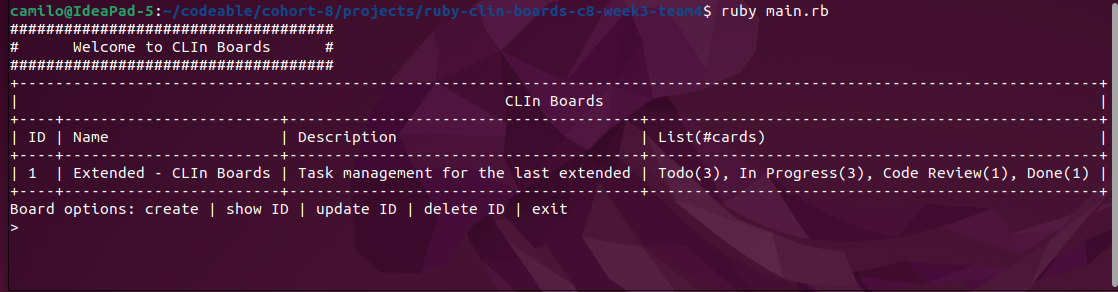 camilo@IdeaPad-5:~/codeable/cohort-8/projects/ruby-clin-boards-c8-week3-team4$ ruby main.rb
####################################
#      Welcome to CLIn Boards      #
####################################
+------------------------------------------------------------------------------------------------------------------------+
|                                                      CLIn Boards                                                       |
+----+------------------------+---------------------------------------+--------------------------------------------------+
| ID | Name                   | Description                           | List(#cards)                                     |
+----+------------------------+---------------------------------------+--------------------------------------------------+
| 1  | Extended - CLIn Boards | Task management for the last extended | Todo(3), In Progress(3), Code Review(1), Done(1) |
+----+------------------------+---------------------------------------+--------------------------------------------------+
Board options: create | show ID | update ID | delete ID | exit
>